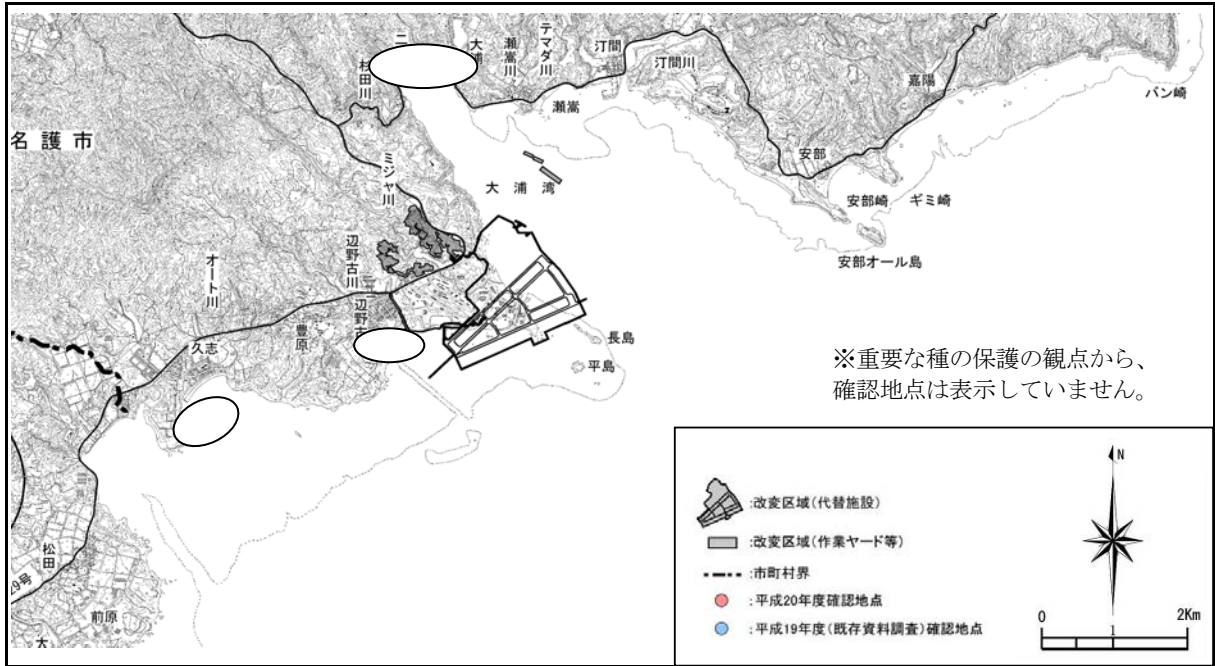 二
大浦
瀬嵩川
テマダ川
汀間
汀間川
嘉陽
バン崎
杉田川
瀬嵩
名護市
安部
ミジャ川
大浦湾
安部崎
ギミ崎
安部オール島
辺野古川
オート川
辺野古
豊原
久志
長島
平島
※重要な種の保護の観点から、
確認地点は表示していません。
松田
29号
前原
大
:改変区域(代替施設)
:改変区域(作業ヤード等)
:市町村界
:平成20年度確認地点
:平成19年度(既存資料調査)確認地点
N
0 1 2Km